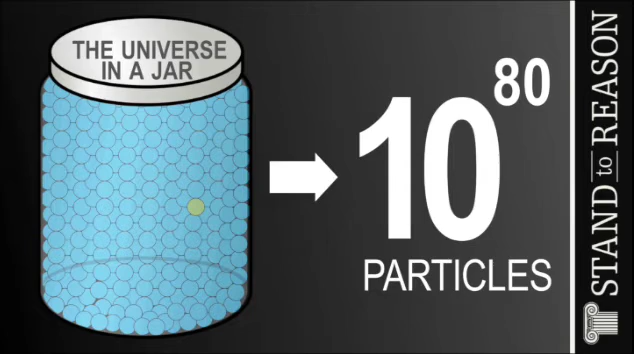 THE UNIVERSE
IN A JAR
10^80
PARTICLES
STAND to REASON